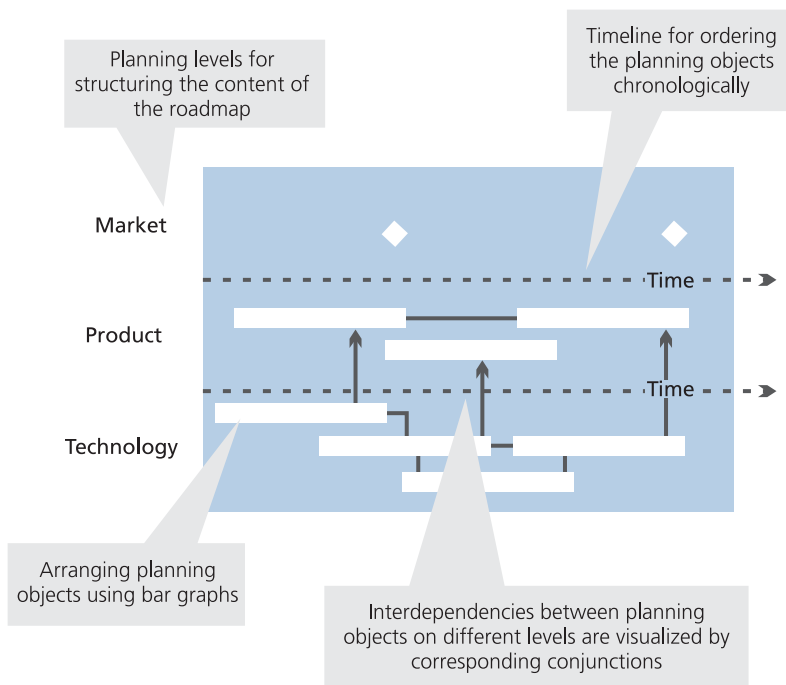 Planning levels for
structuring the content of
the roadmap
Timeline for ordering
the planning objects
chronologically
Market
Time
Product
Time
Technology
Arranging planning
objects using bar graphs
Interdependencies between planning
objects on different levels are visualized by
corresponding conjunctions